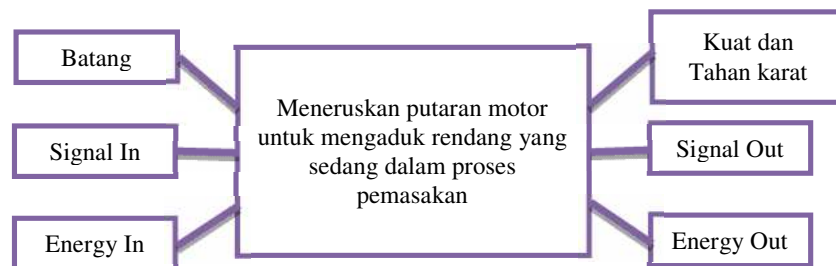 Batang
Signal In
Energy In
Meneruskan putaran motor
untuk mengaduk rendang yang
sedang dalam proses
pemasakan
Kuat dan
Tahan karat
Signal Out
Energy Out